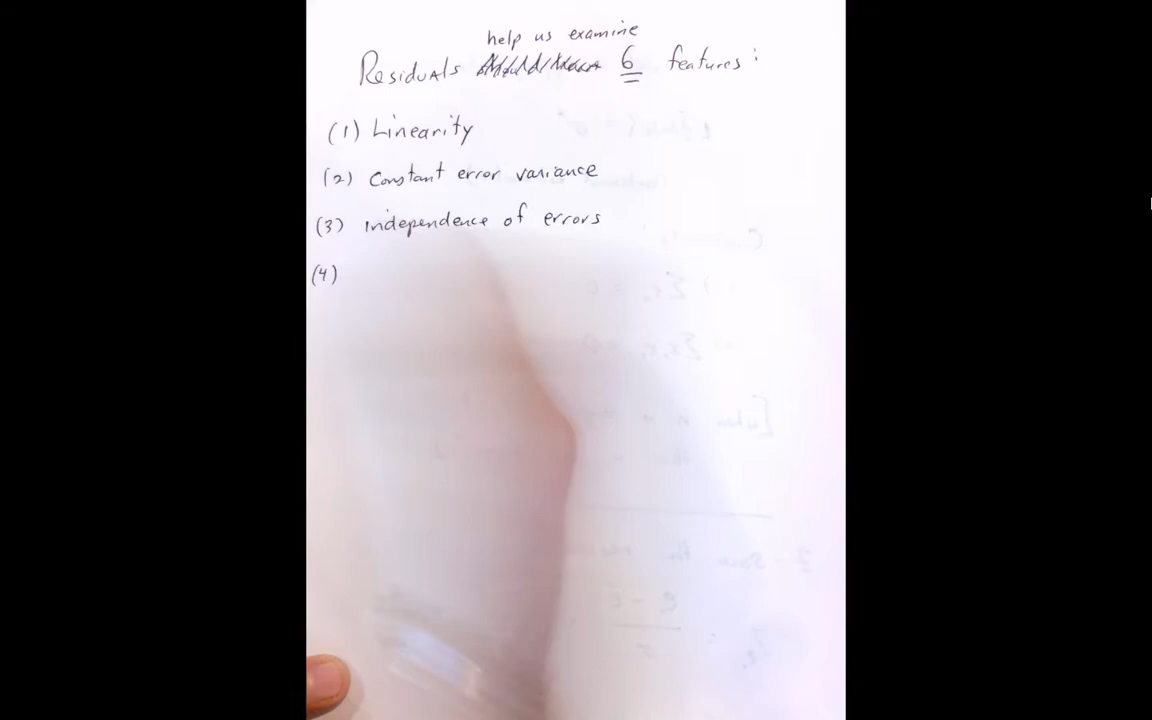 help us examine
Residuals 6 features:
(1) Linearity
(2) Constant error variance
(3) independence of errors
(4)